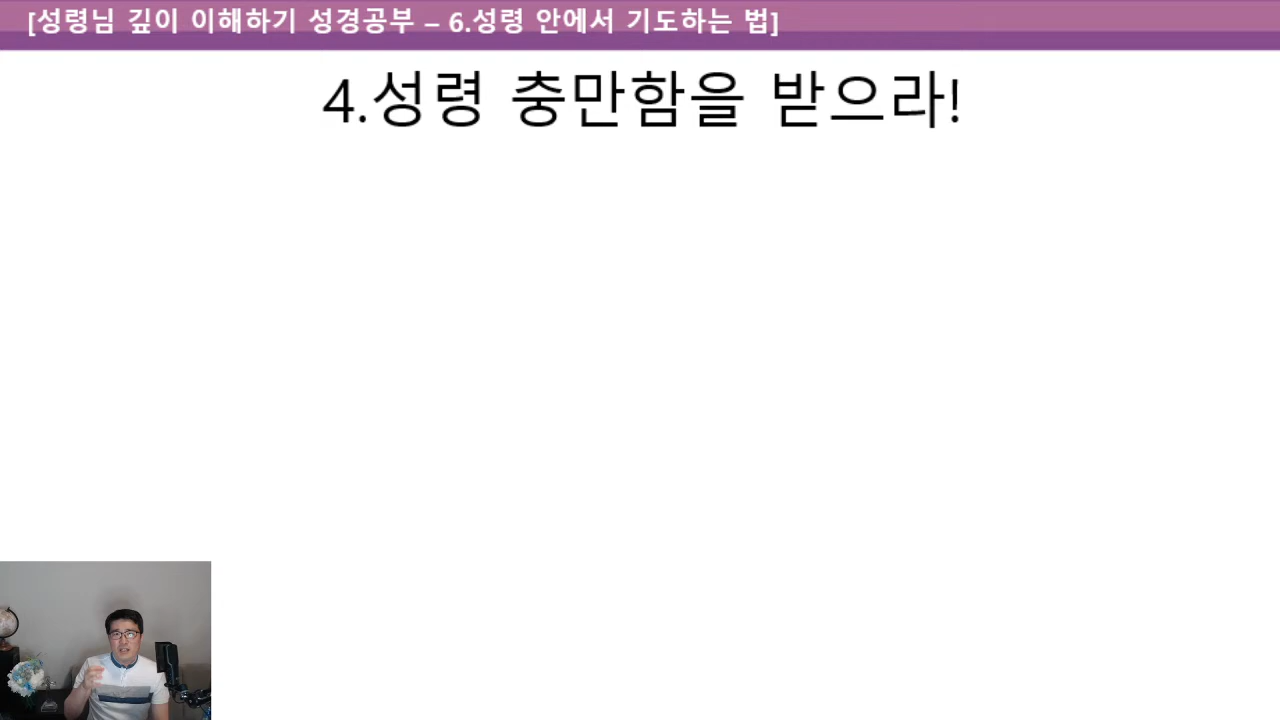 [성령님 깊이 이해하기 성경공부 – 6.성령 안에서 기도하는 법]
4.성령 충만함을 받으라!